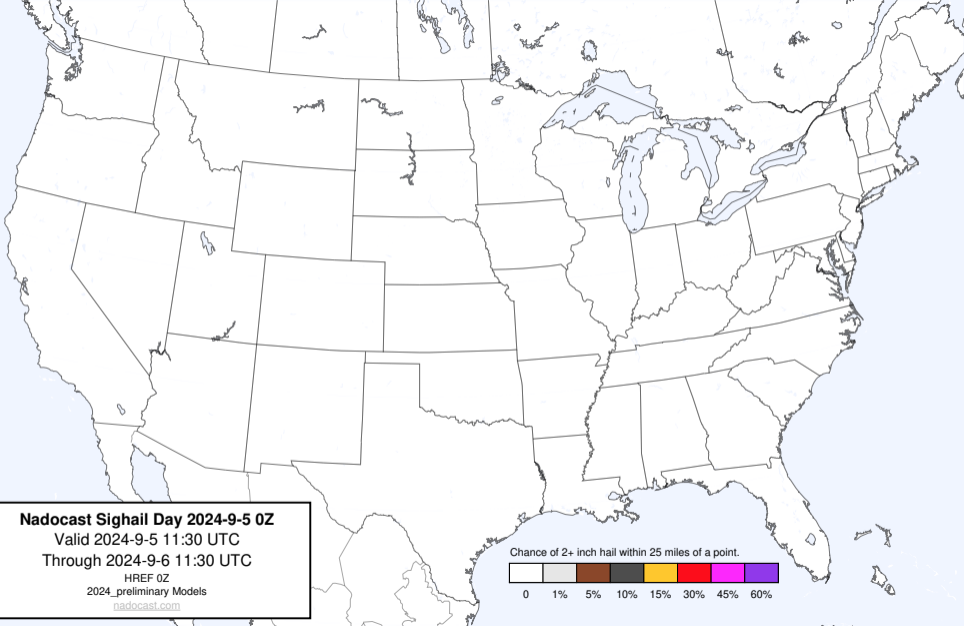 Nadocast Sighail Day 2024-9-5 0Z
Valid 2024-9-5 11:30 UTC
Through 2024-9-6 11:30 UTC
HREF 0Z
2024_preliminary Models
nadocast.com
Chance of 2+ inch hail within 25 miles of a point.
0 1% 5% 10% 15% 30% 45% 60%